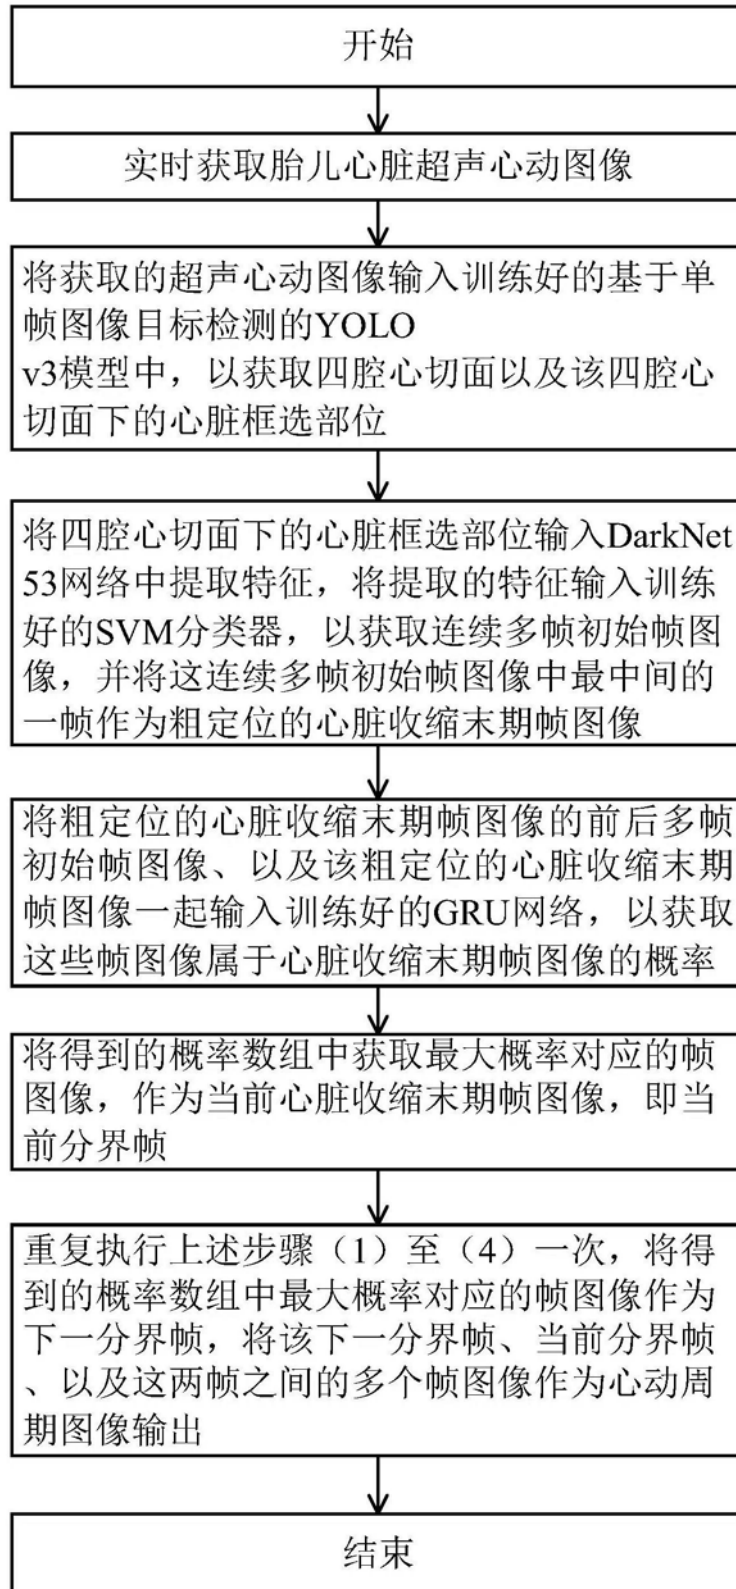 开始
实时获取胎儿心脏超声心动图像
将获取的超声心动图像输入训练好的基于单
帧图像目标检测的YOLO
v3模型中，以获取四腔心切面以及该四腔心
切面下的心脏框选部位
将四腔心切面下的心脏框选部位输入DarkNet
53网络中提取特征，将提取的特征输入训练
好的SVM分类器，以获取连续多帧初始帧图
像，并将这连续多帧初始帧图像中最中间的
一帧作为粗定位的心脏收缩末期帧图像
将粗定位的心脏收缩末期帧图像的前后多帧
初始帧图像、以及该粗定位的心脏收缩末期
帧图像一起输入训练好的GRU网络，以获取
这些帧图像属于心脏收缩末期帧图像的概率
将得到的概率数组中获取最大概率对应的帧
图像，作为当前心脏收缩末期帧图像，即当
前分界帧
重复执行上述步骤（1）至（4）一次，将得
到的概率数组中最大概率对应的帧图像作为
下一分界帧，将该下一分界帧、当前分界帧
、以及这两帧之间的多个帧图像作为心动周
期图像输出
结束